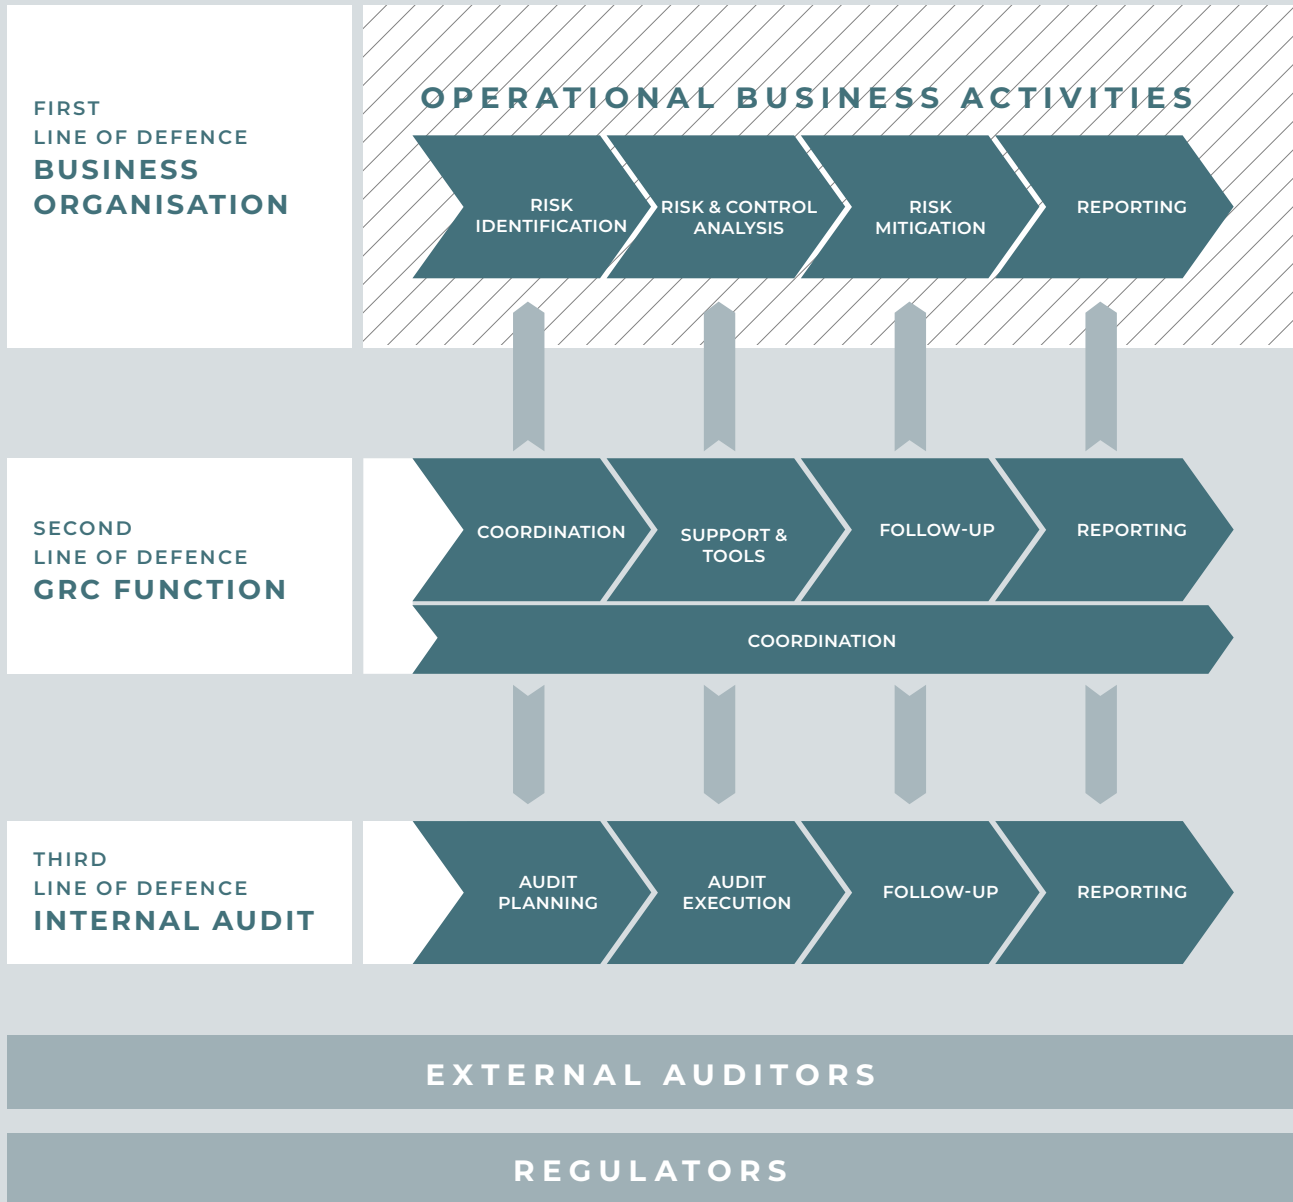 FIRST
LINE OF DEFENCE
BUSINESS
ORGANISATION
OPERATIONAL BUSINESS ACTIVITIES
RISK
IDENTIFICATION
RISK & CONTROL
ANALYSIS
RISK
MITIGATION
REPORTING
SECOND
LINE OF DEFENCE
GRC FUNCTION
COORDINATION
SUPPORT &
TOOLS
FOLLOW-UP
REPORTING
COORDINATION
THIRD
LINE OF DEFENCE
INTERNAL AUDIT
AUDIT
PLANNING
AUDIT
EXECUTION
FOLLOW-UP
REPORTING
EXTERNAL AUDITORS
REGULATORS